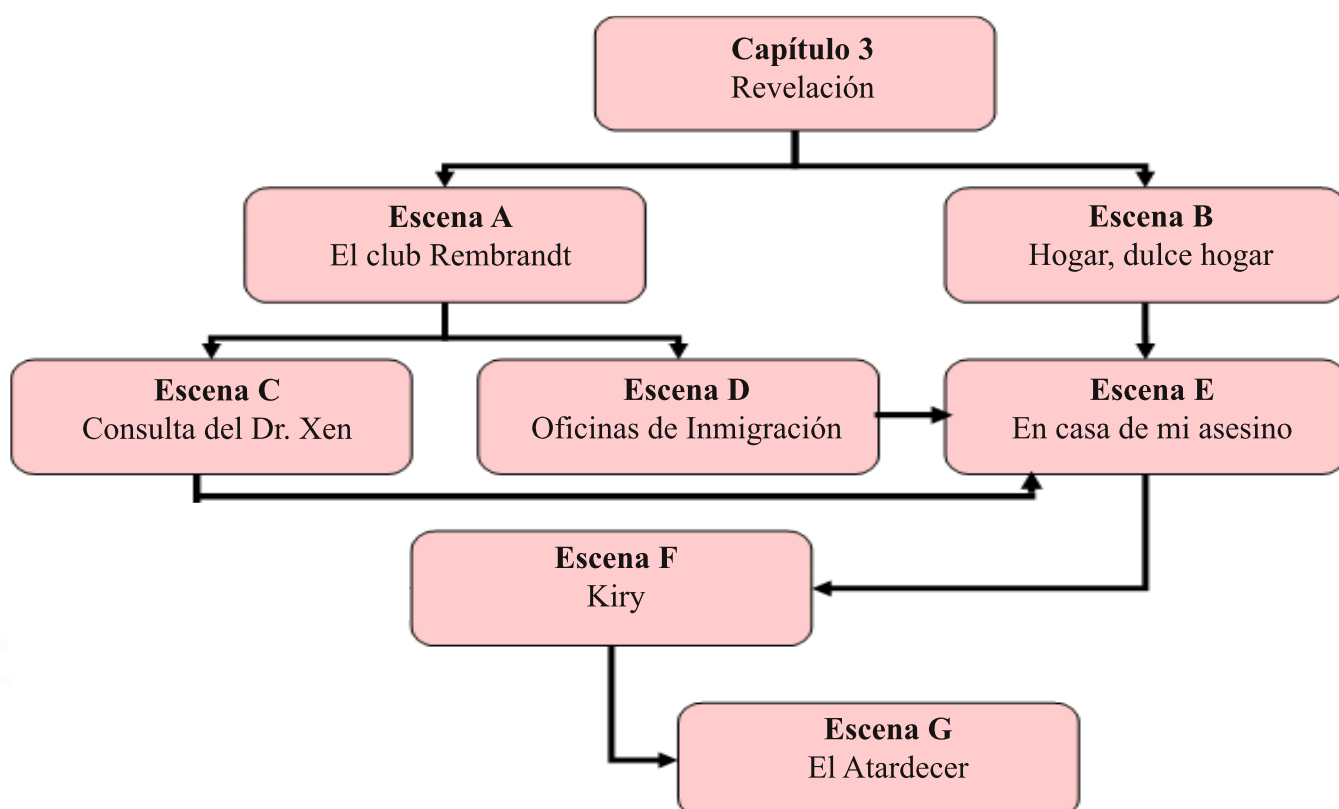 Capítulo 3
Revelación
Escena A
El club Rembrandt
Escena B
Hogar, dulce hogar
Escena C
Consulta del Dr. Xen
Escena D
Oficinas de Inmigración
Escena E
En casa de mi asesino
Escena F
Kiry
Escena G
El Atardecer